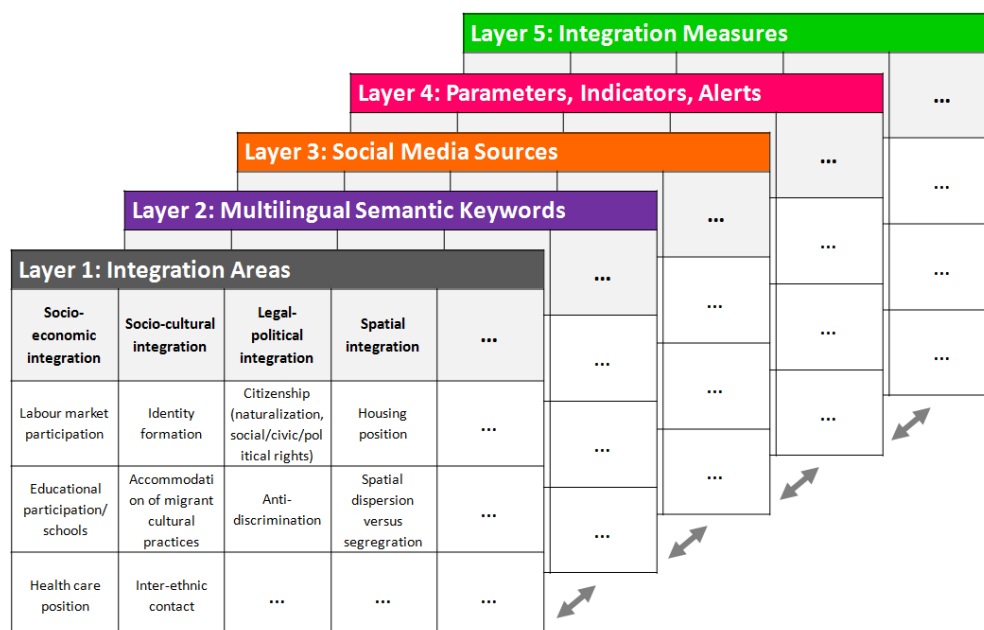 Layer 5: Integration Measures
...
...
...
...
Layer 4: Parameters, Indicators, Alerts
...
...
...
...
Layer 3: Social Media Sources
...
...
...
...
Layer 2: Multilingual Semantic Keywords
...
...
...
...
Layer 1: Integration Areas
Socio-
economic
integration
Socio-cultural
integration
Legal-
political
integration
Spatial
integration
...
Labour market
participation
Identity
formation
Citizenship
(naturalization,
social/civic/pol
itical rights)
Housing
position
...
Educational
participation/
schools
Accommodati
on of migrant
cultural
practices
Anti-
discrimination
Spatial
dispersion
versus
segregration
...
Health care
position
Inter-ethnic
contact
...
...
...